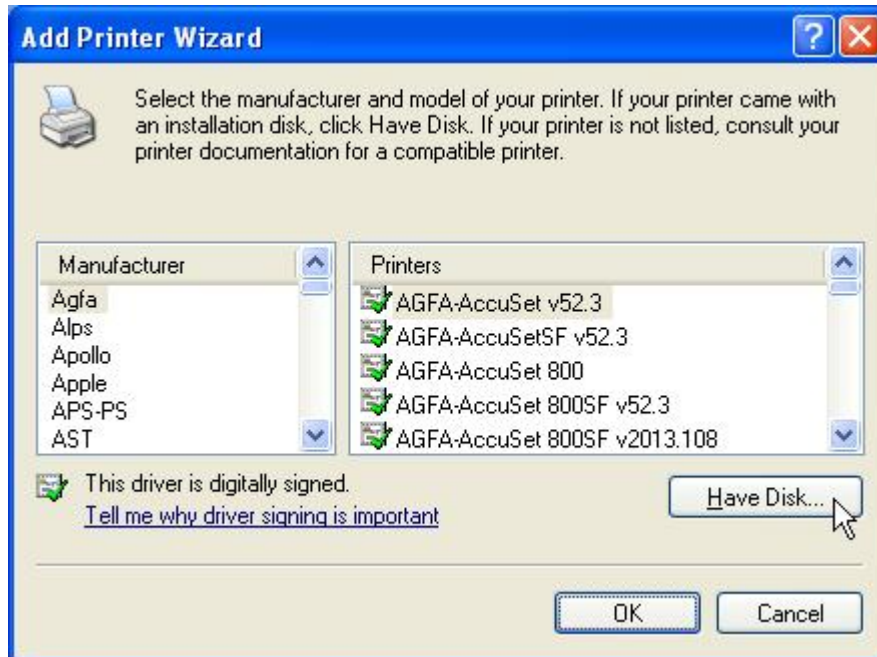 Add Printer Wizard
Select the manufacturer and model of your printer. If your printer came with
an installation disk, click Have Disk. If your printer is not listed, consult your
printer documentation for a compatible printer.
Manufacturer
Agfa
Alps
Apollo
Apple
APS-PS
AST
Printers
AGFA-AccuSet v52.3
AGFA-AccuSetSF v52.3
AGFA-AccuSet 800
AGFA-AccuSet 800SF v52.3
AGFA-AccuSet 800SF v2013.108
This driver is digitally signed.
Tell me why driver signing is important
Have Disk...
OK
Cancel